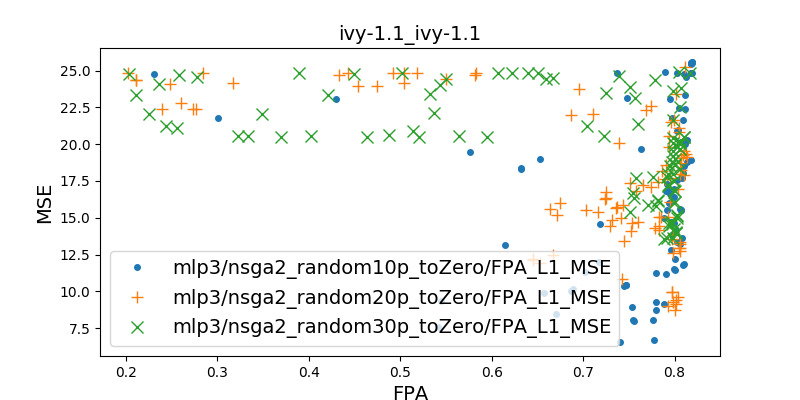 ivy-1.1_ivy-1.1
MSE
25.0
22.5
20.0
17.5
15.0
12.5
10.0
7.5
mlp3/nsga2_random10p_toZero/FPA_L1_MSE
mlp3/nsga2_random20p_toZero/FPA_L1_MSE
mlp3/nsga2_random30p_toZero/FPA_L1_MSE
0.2 0.3 0.4 0.5 0.6 0.7 0.8
FPA